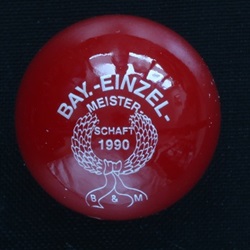 BAY.-EINZEL-
MEISTER-
SCHAFT
1990
B & M